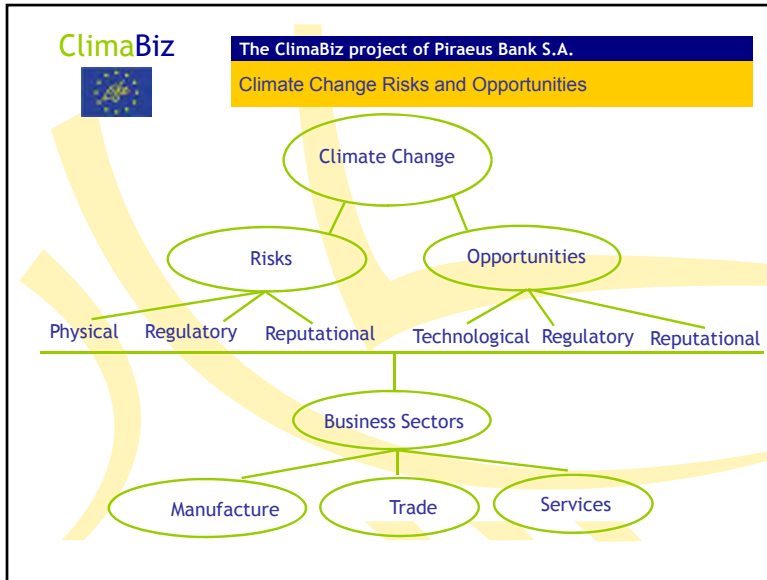 ClimaBiz
The ClimaBiz project of Piraeus Bank S.A.
Climate Change Risks and Opportunities
Climate Change
Risks
Opportunities
Physical Regulatory Reputational Technological Regulatory Reputational
Business Sectors
Manufacture Trade Services